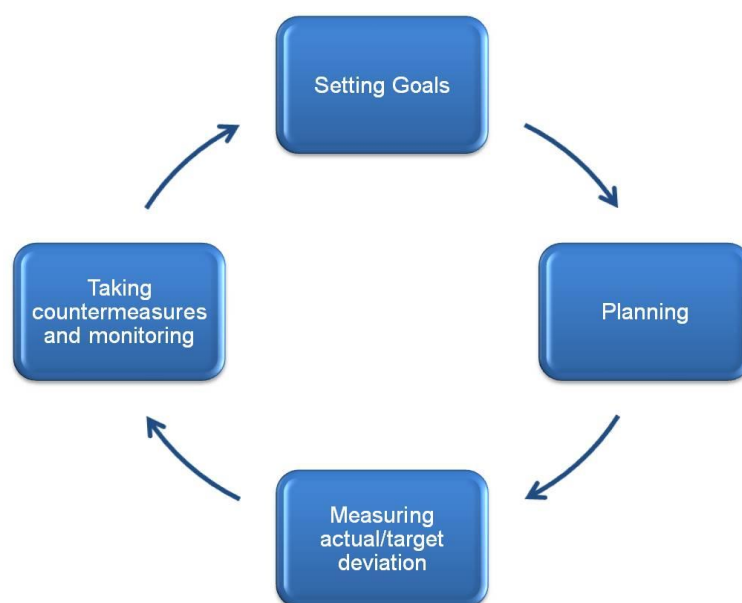 Setting Goals
Planning
Measuring
actual/target
deviation
Taking
countermeasures
and monitoring